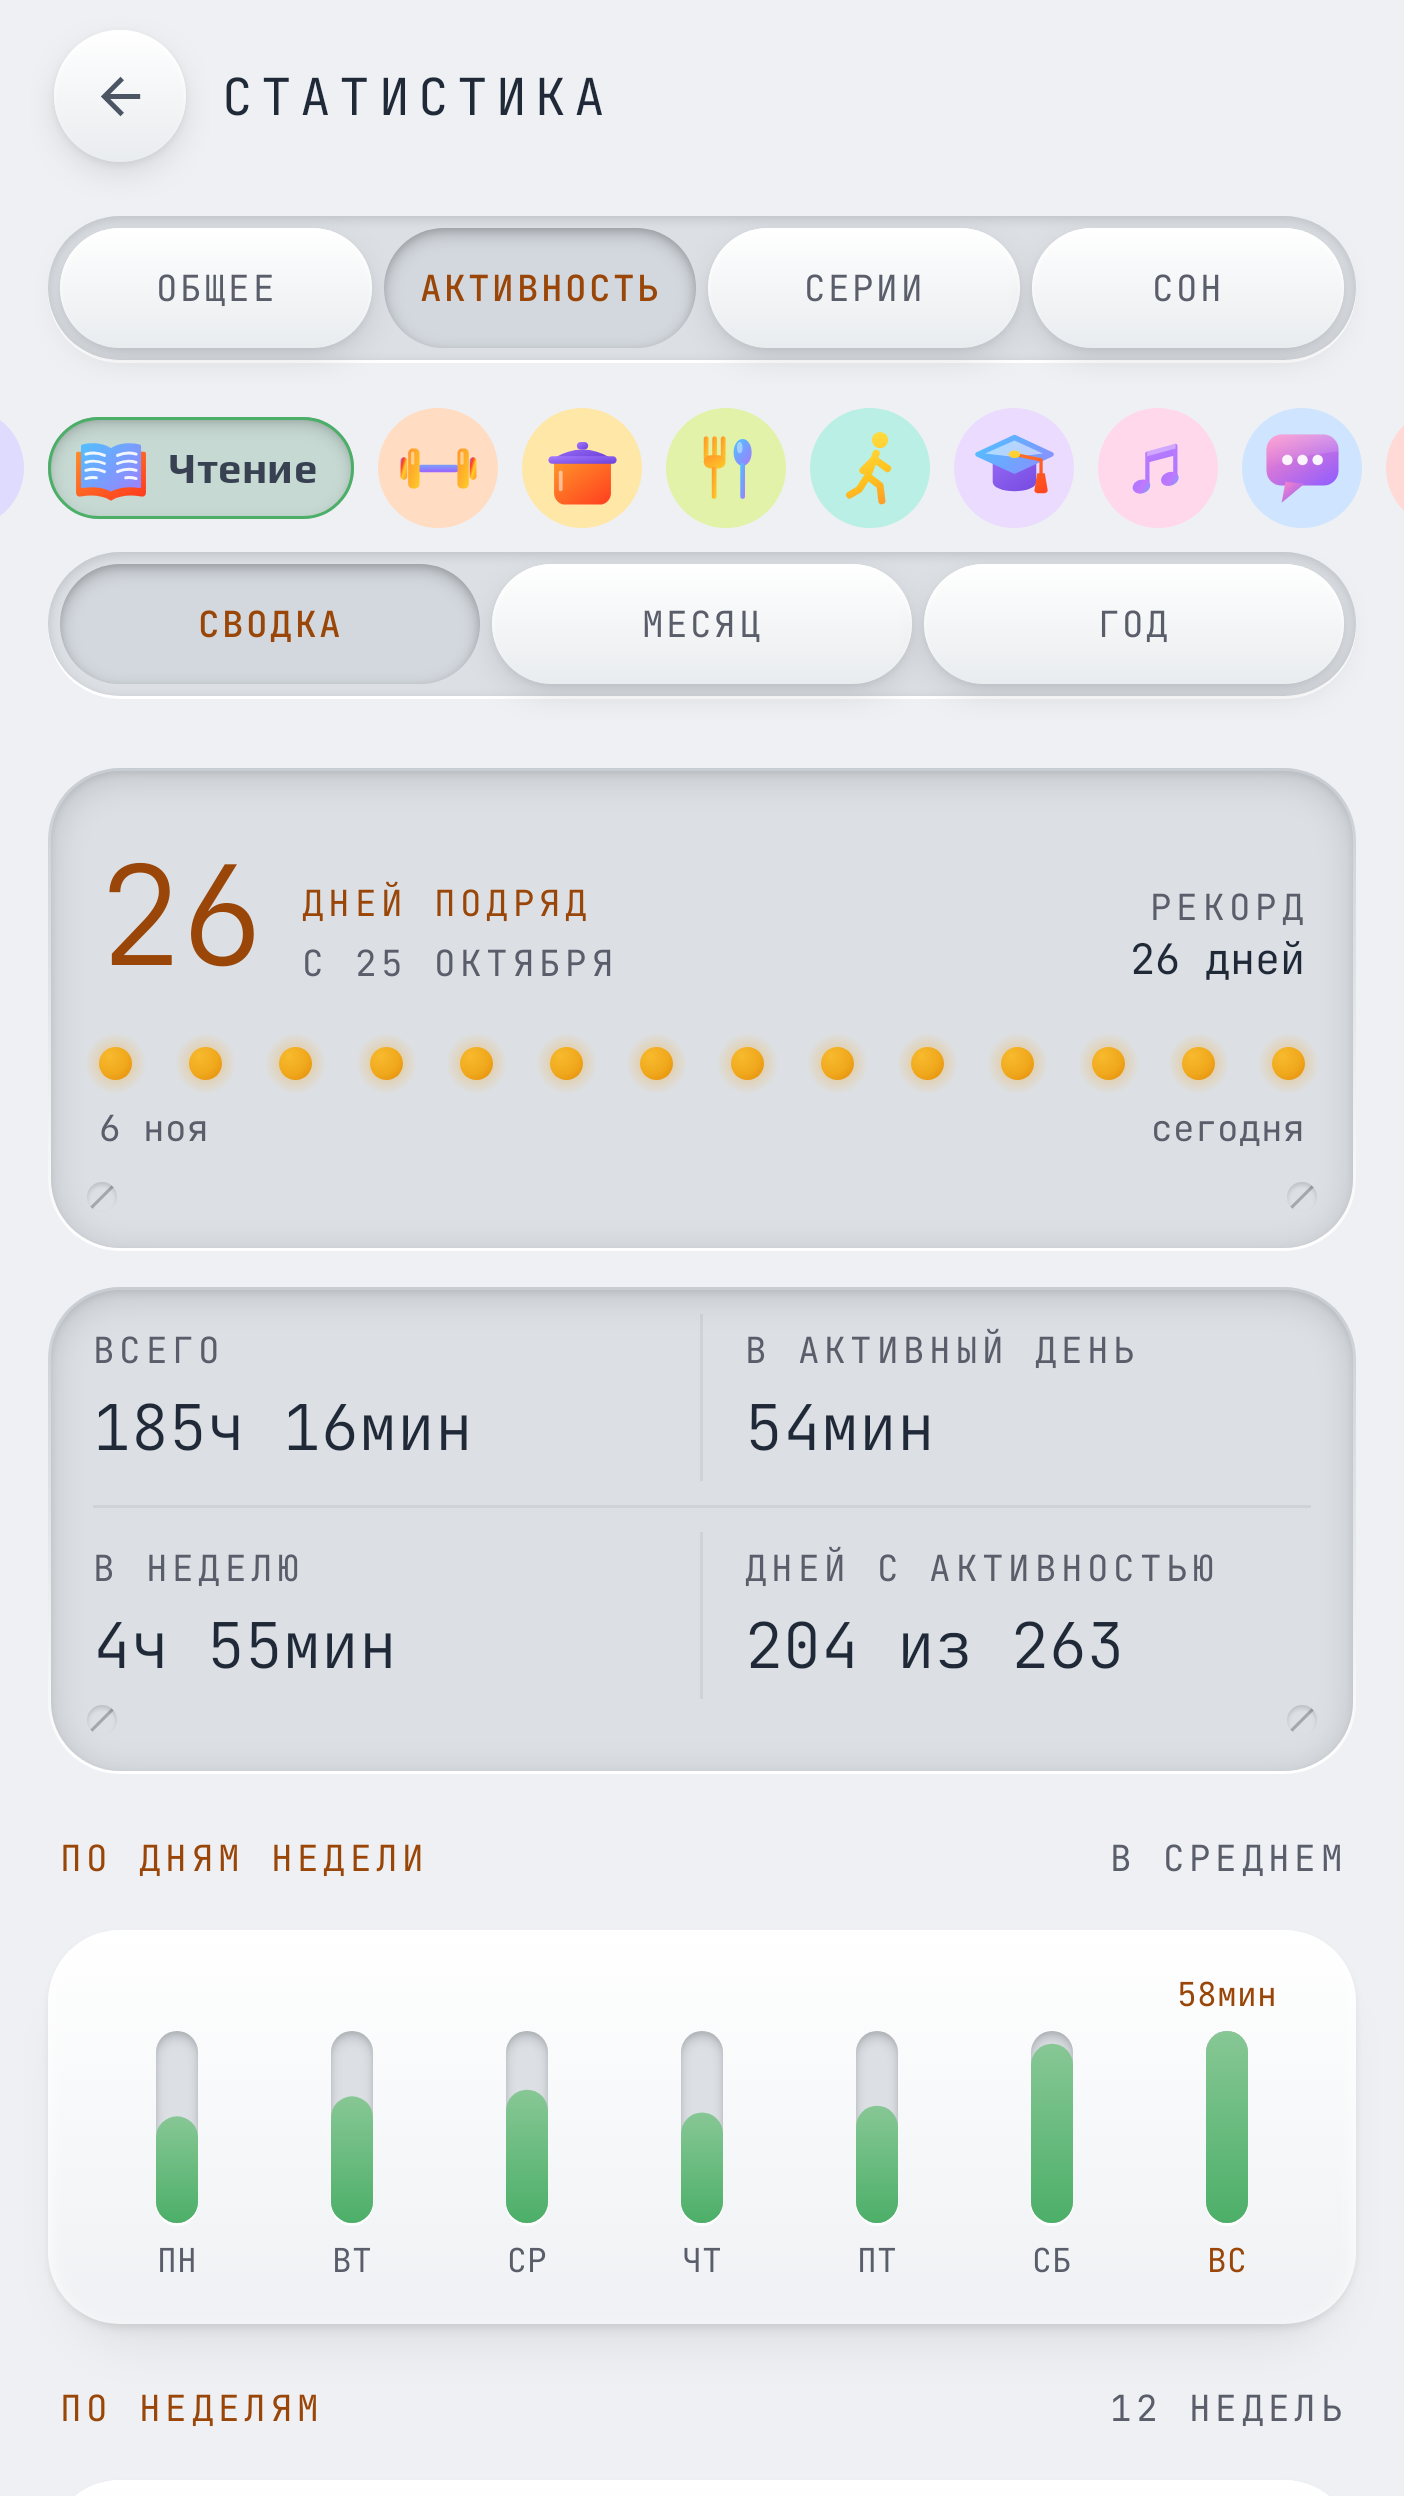 СТАТИСТИКА
ОБЩЕЕ АКТИВНОСТЬ СЕРИИ СОН
Чтение
СВОДКА МЕСЯЦ ГОД
26 ДНЕЙ ПОДРЯД
С 25 ОКТЯБРЯ
РЕКОРД
26 дней
6 ноя сегодня
ВСЕГО
185ч 16мин
В АКТИВНЫЙ ДЕНЬ
54мин
В НЕДЕЛЮ
4ч 55мин
ДНЕЙ С АКТИВНОСТЬЮ
204 из 263
ПО ДНЯМ НЕДЕЛИ В СРЕДНЕМ
58мин
ПН ВТ СР ЧТ ПТ СБ ВС
ПО НЕДЕЛЯМ 12 НЕДЕЛЬ